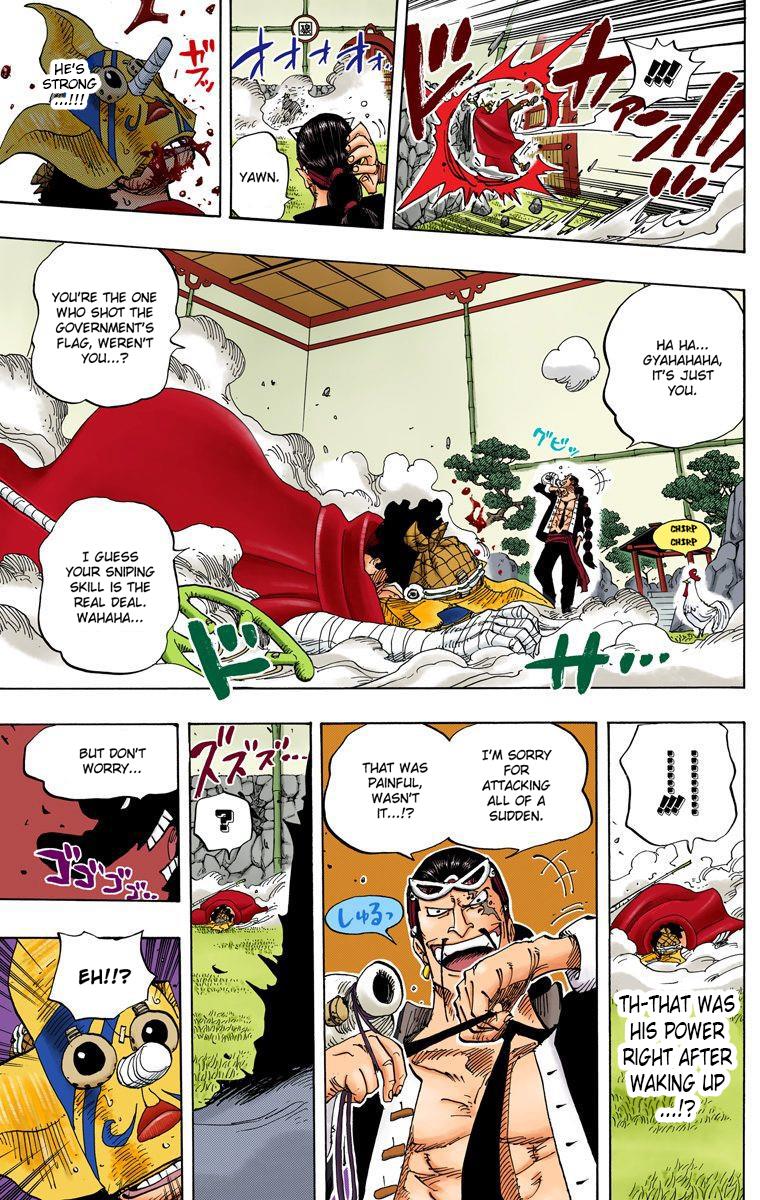 !!!
ドカアァン!!!
YAWN.
オオオオ
HE'S
STRONG
...!!!
ガフッ
HA HA...
GYAHAHAHA,
IT'S JUST
YOU.
YOU'RE THE ONE
WHO SHOT THE
GOVERNMENT'S
FLAG, WEREN'T
YOU...?
グビッ
CHIRP
CHIRP
I GUESS
YOUR SNIPING
SKILL IS THE
REAL DEAL.
WAHAHA...
ドサ...
!!!
TH-THAT WAS
HIS POWER
RIGHT AFTER
WAKING UP
...!?
I'M SORRY
FOR
ATTACKING
ALL OF A
SUDDEN.
THAT WAS
PAINFUL,
WASN'T
IT...!?
しゅるっ
ズズズ...
?
BUT DON'T
WORRY...
ゴゴゴゴ...
EH!!?